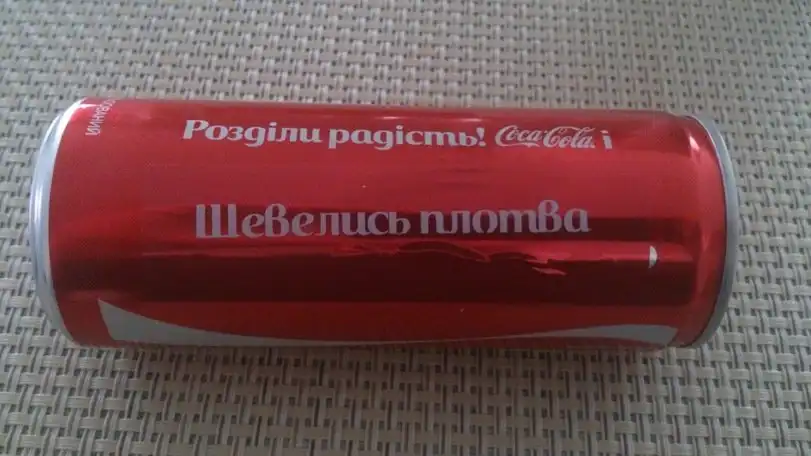 Розділи радість! Coca-Cola і
Шевелись плотва